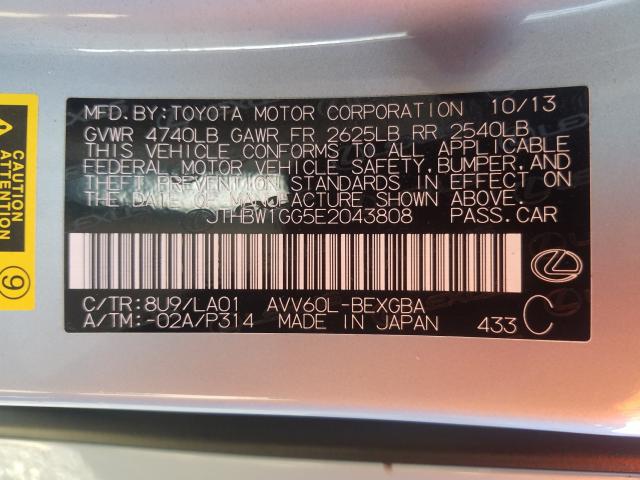 MFD. BY: TOYOTA MOTOR CORPORATION 10/13
GVWR 4740LB GAWR FR 2625LB RR 2540LB
THIS VEHICLE CONFORMS TO ALL APPLICABLE
FEDERAL MOTOR VEHICLE SAFETY, BUMPER, AND
THEFT PREVENTION STANDARDS IN EFFECT ON
THE DATE OF MANUFACTURE SHOWN ABOVE.
JTHBW1GG5E2043808 PASS.CAR
C/TR: 8U9/LA01 AVV60L-BEXGBA
A/TM: -02A/P314 MADE IN JAPAN 433 C
CAUTION
9